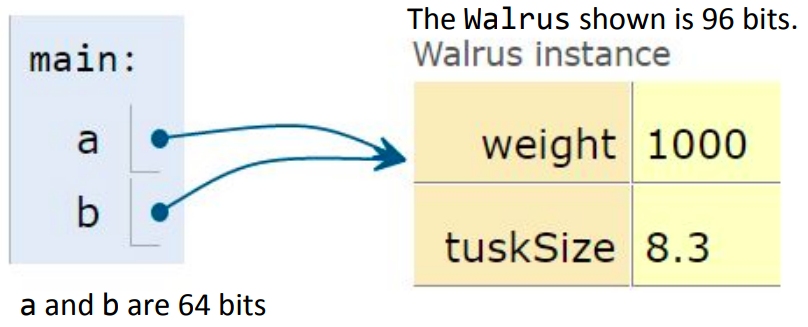 The Walrus shown is 96 bits.
Walrus instance
main:
a
b
weight 1000
tuskSize 8.3
a and b are 64 bits